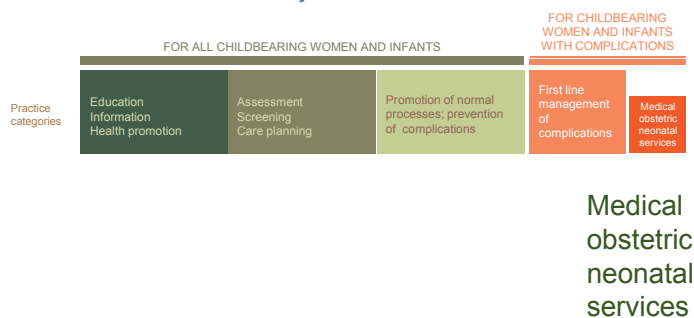 FOR CHILDBEARING
WOMEN AND INFANTS
WITH COMPLICATIONS
FOR ALL CHILDBEARING WOMEN AND INFANTS
Practice
categories
Education
Information
Health promotion
Assessment
Screening
Care planning
Promotion of normal
processes; prevention
of complications
First line
management
of
complications
Medical
obstetric
neonatal
services
Medical
obstetric
neonatal
services